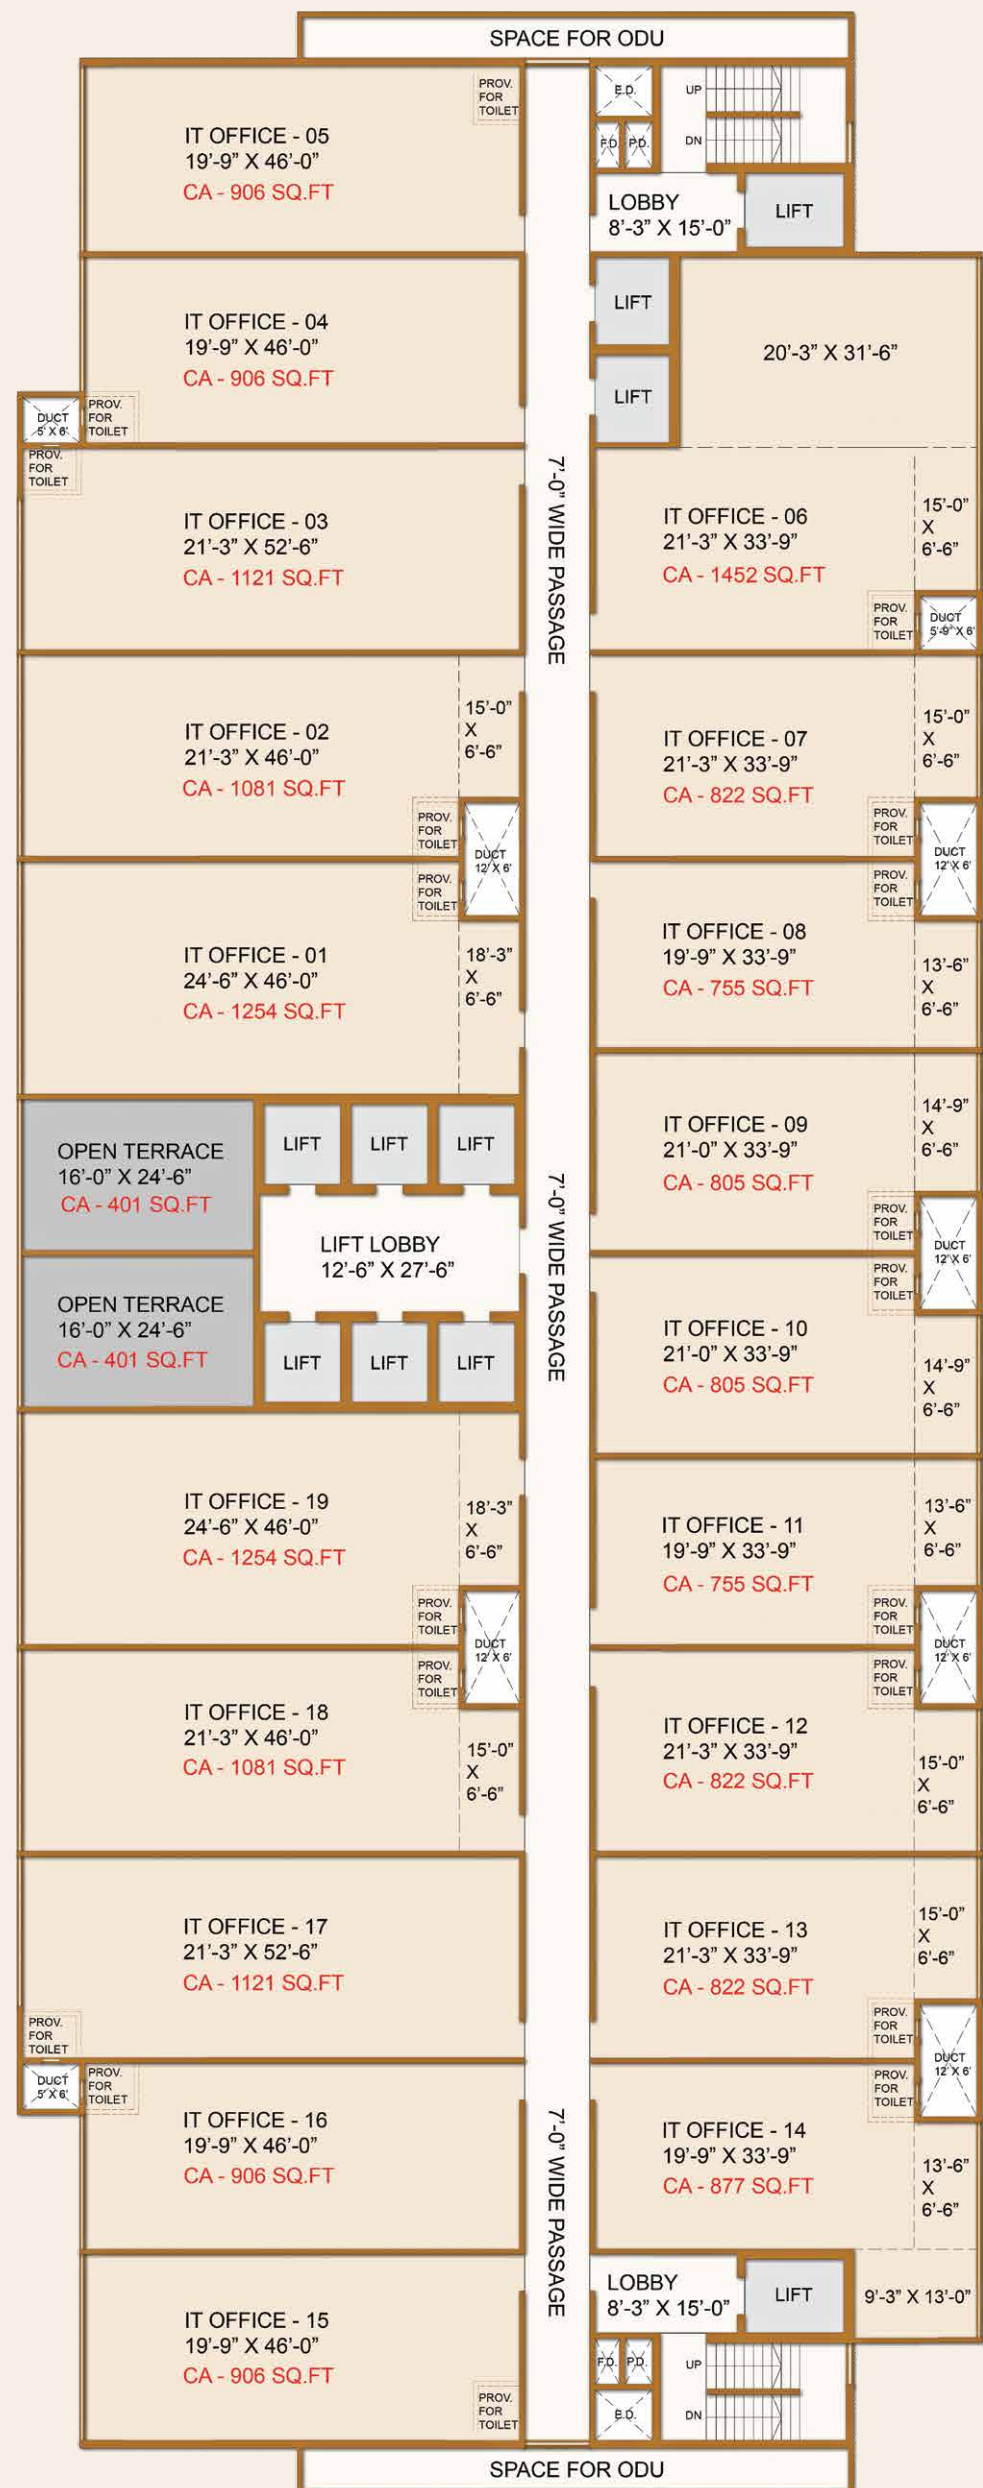 SPACE FOR ODU
PROV.
FOR
TOILET
IT OFFICE - 05
19'-9" X 46'-0"
CA - 906 SQ.FT
E.D.
UP
F.D.
P.D.
DN
LOBBY
8'-3" X 15'-0"
LIFT
IT OFFICE - 04
19'-9" X 46'-0"
CA - 906 SQ.FT
LIFT
LIFT
20'-3" X 31'-6"
DUCT
5' X 6'
PROV.
FOR
TOILET
PROV.
FOR
TOILET
IT OFFICE - 03
21'-3" X 52'-6"
CA - 1121 SQ.FT
7'-0" WIDE PASSAGE
IT OFFICE - 06
21'-3" X 33'-9"
CA - 1452 SQ.FT
15'-0"
X
6'-6"
PROV.
FOR
TOILET
DUCT
5'-9" X 6'
IT OFFICE - 02
21'-3" X 46'-0"
CA - 1081 SQ.FT
15'-0"
X
6'-6"
PROV.
FOR
TOILET
DUCT
12' X 6'
IT OFFICE - 07
21'-3" X 33'-9"
CA - 822 SQ.FT
15'-0"
X
6'-6"
PROV.
FOR
TOILET
DUCT
12' X 6'
PROV.
FOR
TOILET
IT OFFICE - 01
24'-6" X 46'-0"
CA - 1254 SQ.FT
18'-3"
X
6'-6"
PROV.
FOR
TOILET
IT OFFICE - 08
19'-9" X 33'-9"
CA - 755 SQ.FT
13'-6"
X
6'-6"
OPEN TERRACE
16'-0" X 24'-6"
CA - 401 SQ.FT
LIFT
LIFT
LIFT
IT OFFICE - 09
21'-0" X 33'-9"
CA - 805 SQ.FT
14'-9"
X
6'-6"
7'-0" WIDE PASSAGE
LIFT LOBBY
12'-6" X 27'-6"
PROV.
FOR
TOILET
DUCT
12' X 6'
PROV.
FOR
TOILET
OPEN TERRACE
16'-0" X 24'-6"
CA - 401 SQ.FT
LIFT
LIFT
LIFT
IT OFFICE - 10
21'-0" X 33'-9"
CA - 805 SQ.FT
14'-9"
X
6'-6"
IT OFFICE - 19
24'-6" X 46'-0"
CA - 1254 SQ.FT
18'-3"
X
6'-6"
PROV.
FOR
TOILET
DUCT
12' X 6'
IT OFFICE - 11
19'-9" X 33'-9"
CA - 755 SQ.FT
13'-6"
X
6'-6"
PROV.
FOR
TOILET
DUCT
12' X 6'
PROV.
FOR
TOILET
IT OFFICE - 18
21'-3" X 46'-0"
CA - 1081 SQ.FT
15'-0"
X
6'-6"
PROV.
FOR
TOILET
IT OFFICE - 12
21'-3" X 33'-9"
CA - 822 SQ.FT
15'-0"
X
6'-6"
IT OFFICE - 17
21'-3" X 52'-6"
CA - 1121 SQ.FT
IT OFFICE - 13
21'-3" X 33'-9"
CA - 822 SQ.FT
15'-0"
X
6'-6"
PROV.
FOR
TOILET
DUCT
5' X 6'
PROV.
FOR
TOILET
PROV.
FOR
TOILET
DUCT
12' X 6'
PROV.
FOR
TOILET
IT OFFICE - 16
19'-9" X 46'-0"
CA - 906 SQ.FT
7'-0" WIDE PASSAGE
IT OFFICE - 14
19'-9" X 33'-9"
CA - 877 SQ.FT
13'-6"
X
6'-6"
LOBBY
8'-3" X 15'-0"
LIFT
9'-3" X 13'-0"
IT OFFICE - 15
19'-9" X 46'-0"
CA - 906 SQ.FT
F.D.
P.D.
UP
PROV.
FOR
TOILET
E.D.
DN
SPACE FOR ODU